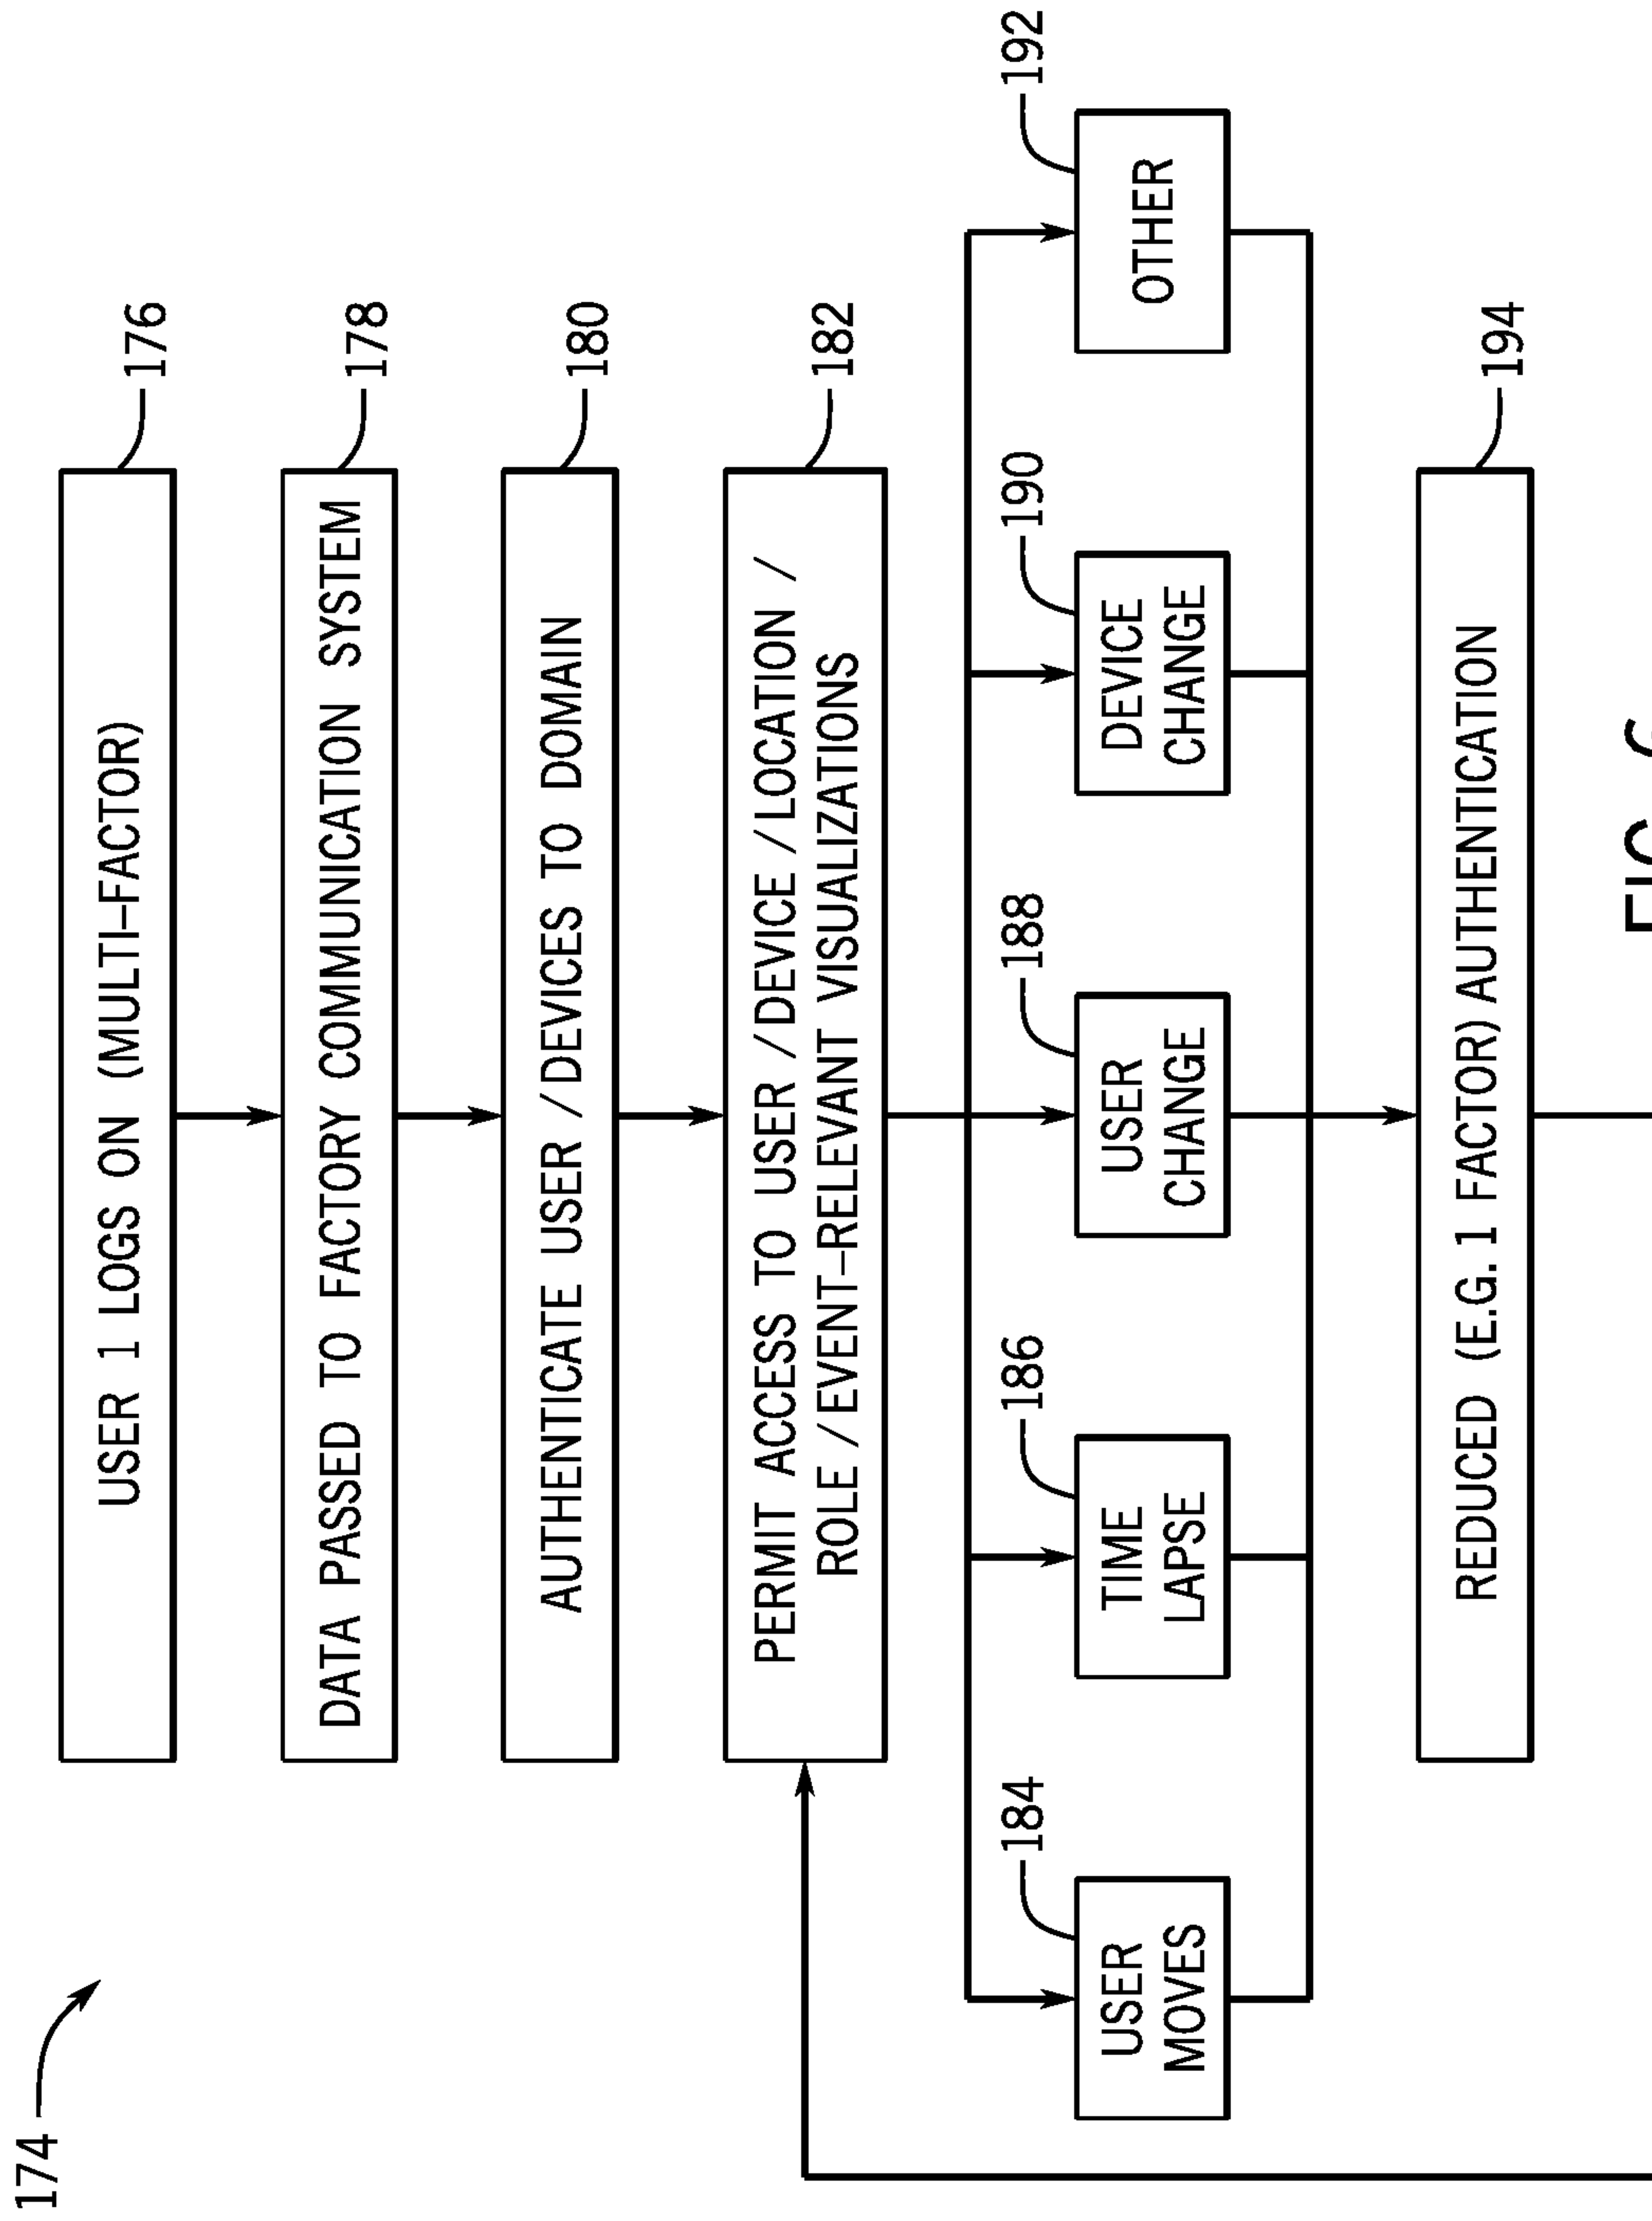 174
USER 1 LOGS ON (MULTI-FACTOR)
176
DATA PASSED TO FACTORY COMMUNICATION SYSTEM
178
AUTHENTICATE USER/DEVICES TO DOMAIN
180
PERMIT ACCESS TO USER/DEVICE/LOCATION/
ROLE/EVENT-RELEVANT VISUALIZATIONS
182
184
186
188
190
192
USER
MOVES
TIME
LAPSE
USER
CHANGE
DEVICE
CHANGE
OTHER
REDUCED (E.G. 1 FACTOR) AUTHENTICATION
194